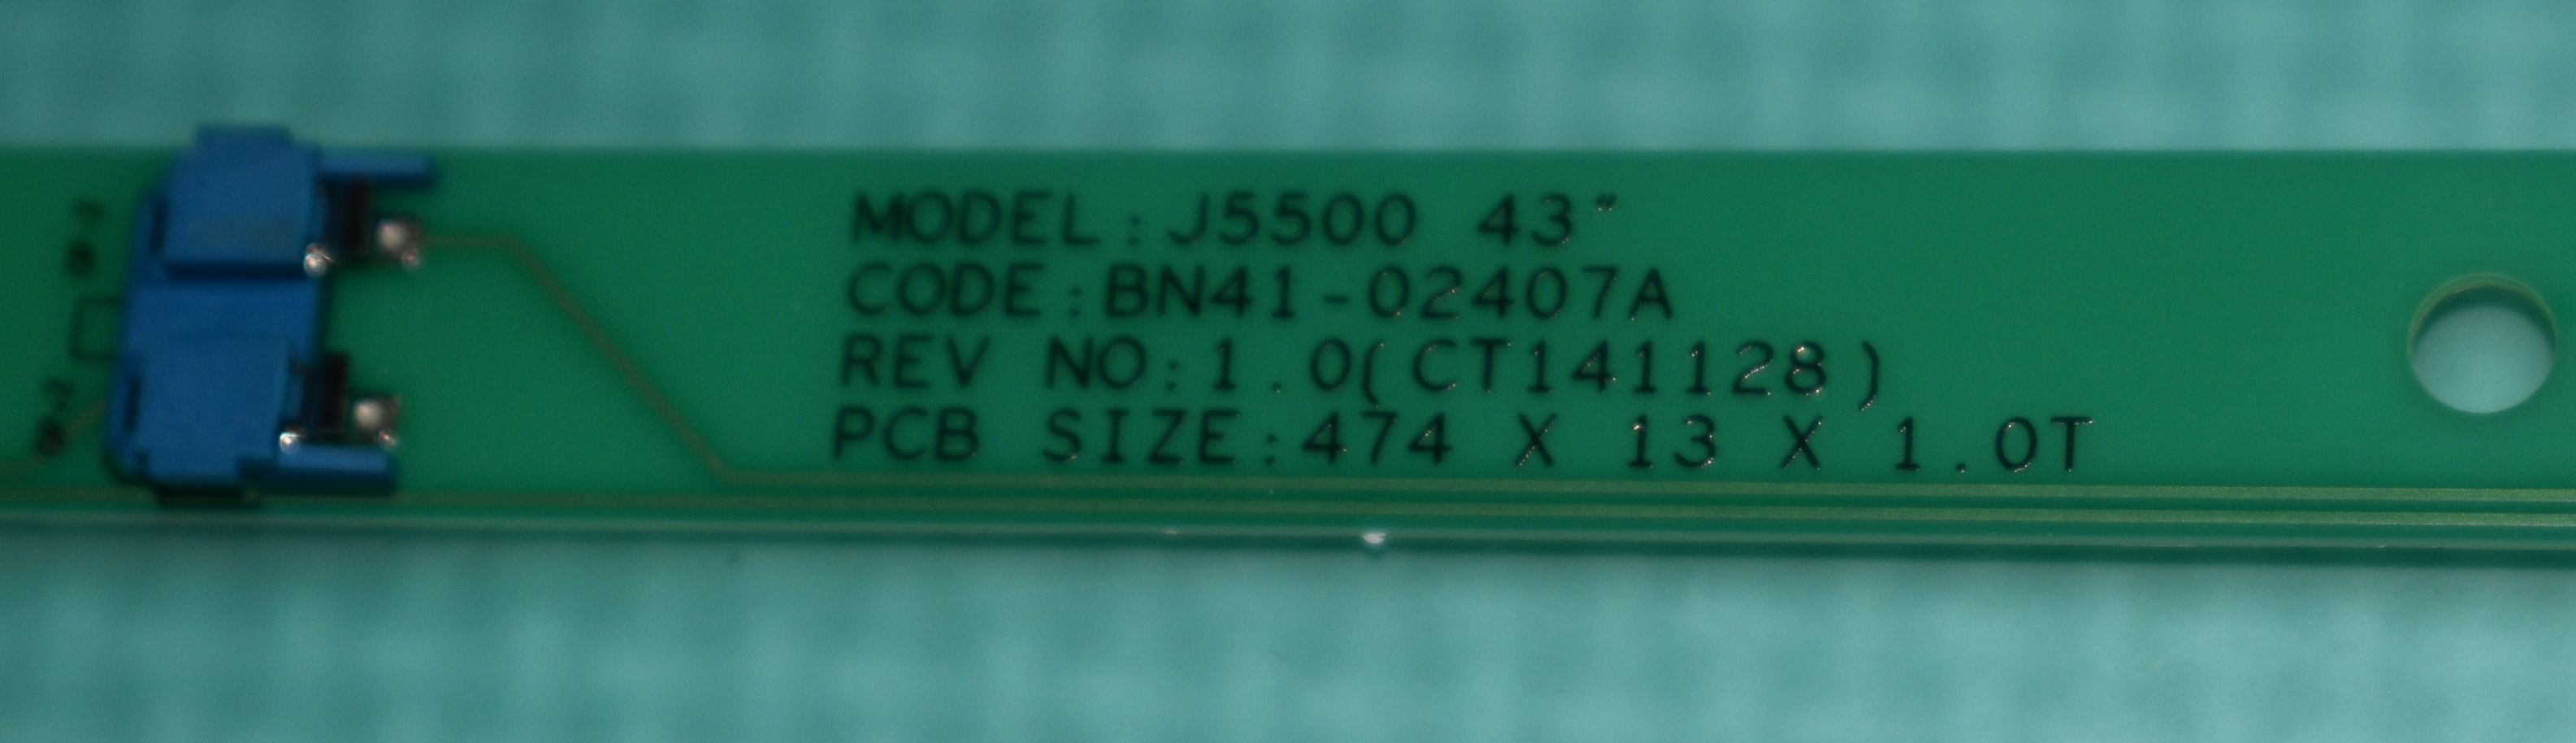 MODEL:J5500 43"
CODE:BN41-02407A
REV NO:1.0(CT141128)
PCB SIZE:474 X 13 X 1.0T